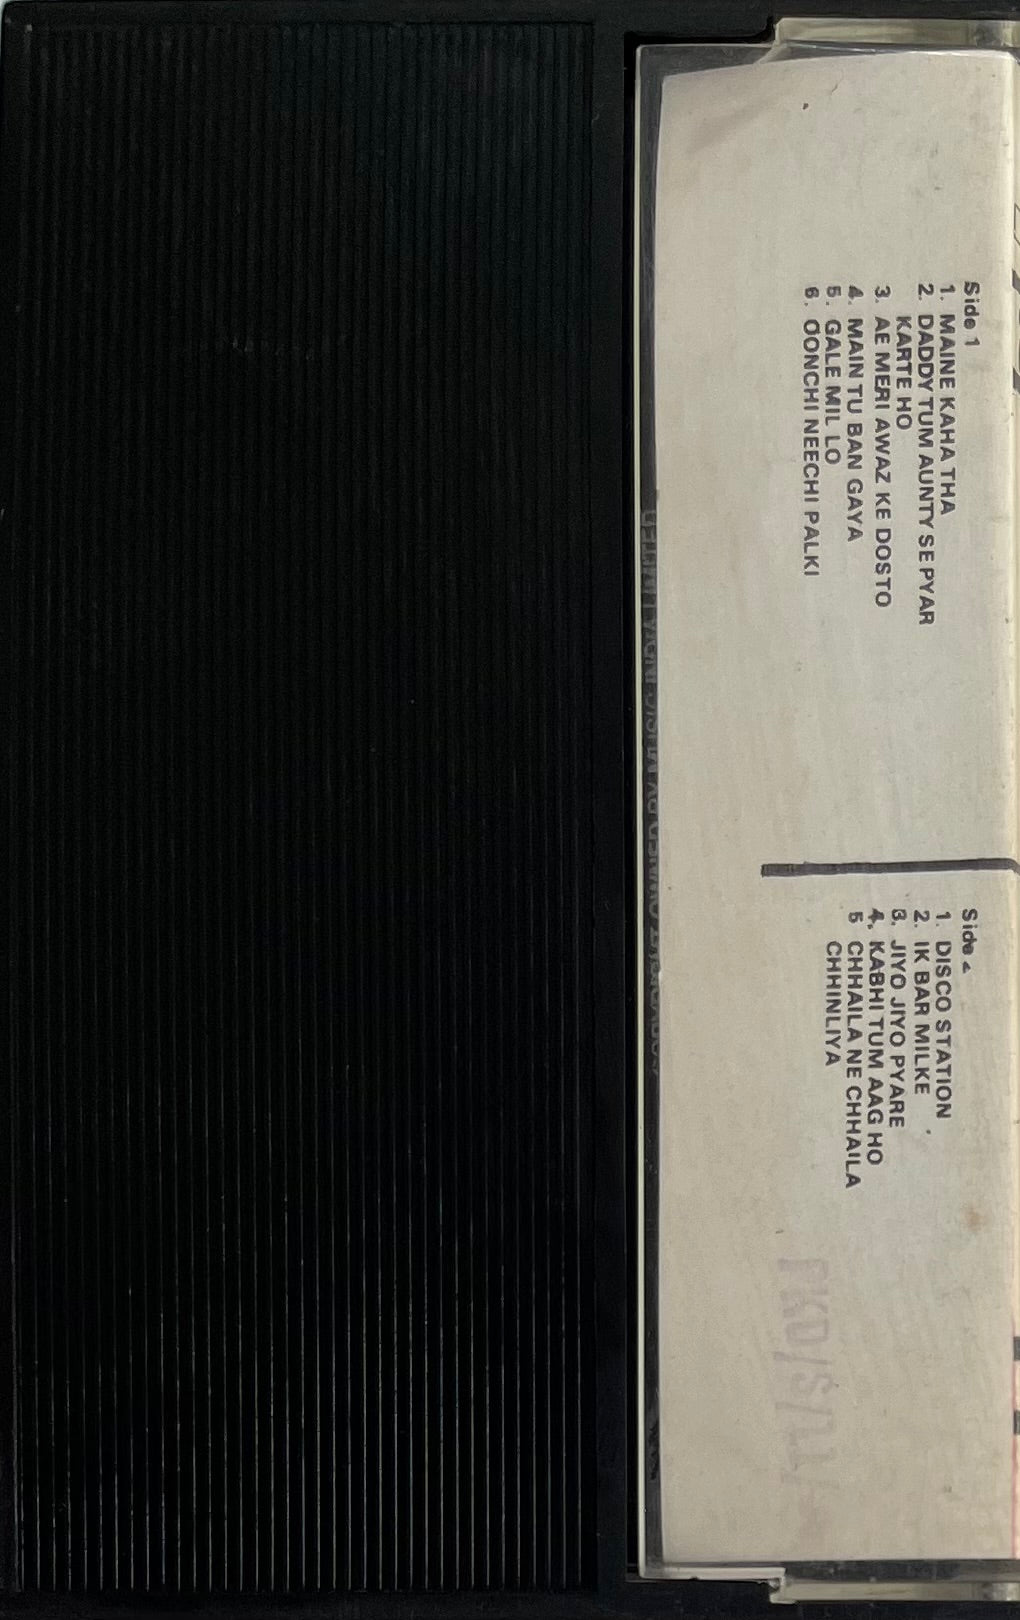 Side 1
1. MAINE KAHA THA
2. DADDY TUM AUNTY SE PYAR
KARTE HO
3. AE MERI AWAZ KE DOSTO
4. MAIN TU BAN GAYA
5. GALE MIL LO
6. OONCHI NEECHI PALKI
Side
1. DISCO STATION
2. IK BAR MILKE
3. JIYO JIYO PYARE
4. KABHI TUM AAG HO
5 CHHAILA NE CHHAILA
CHHINLIYA